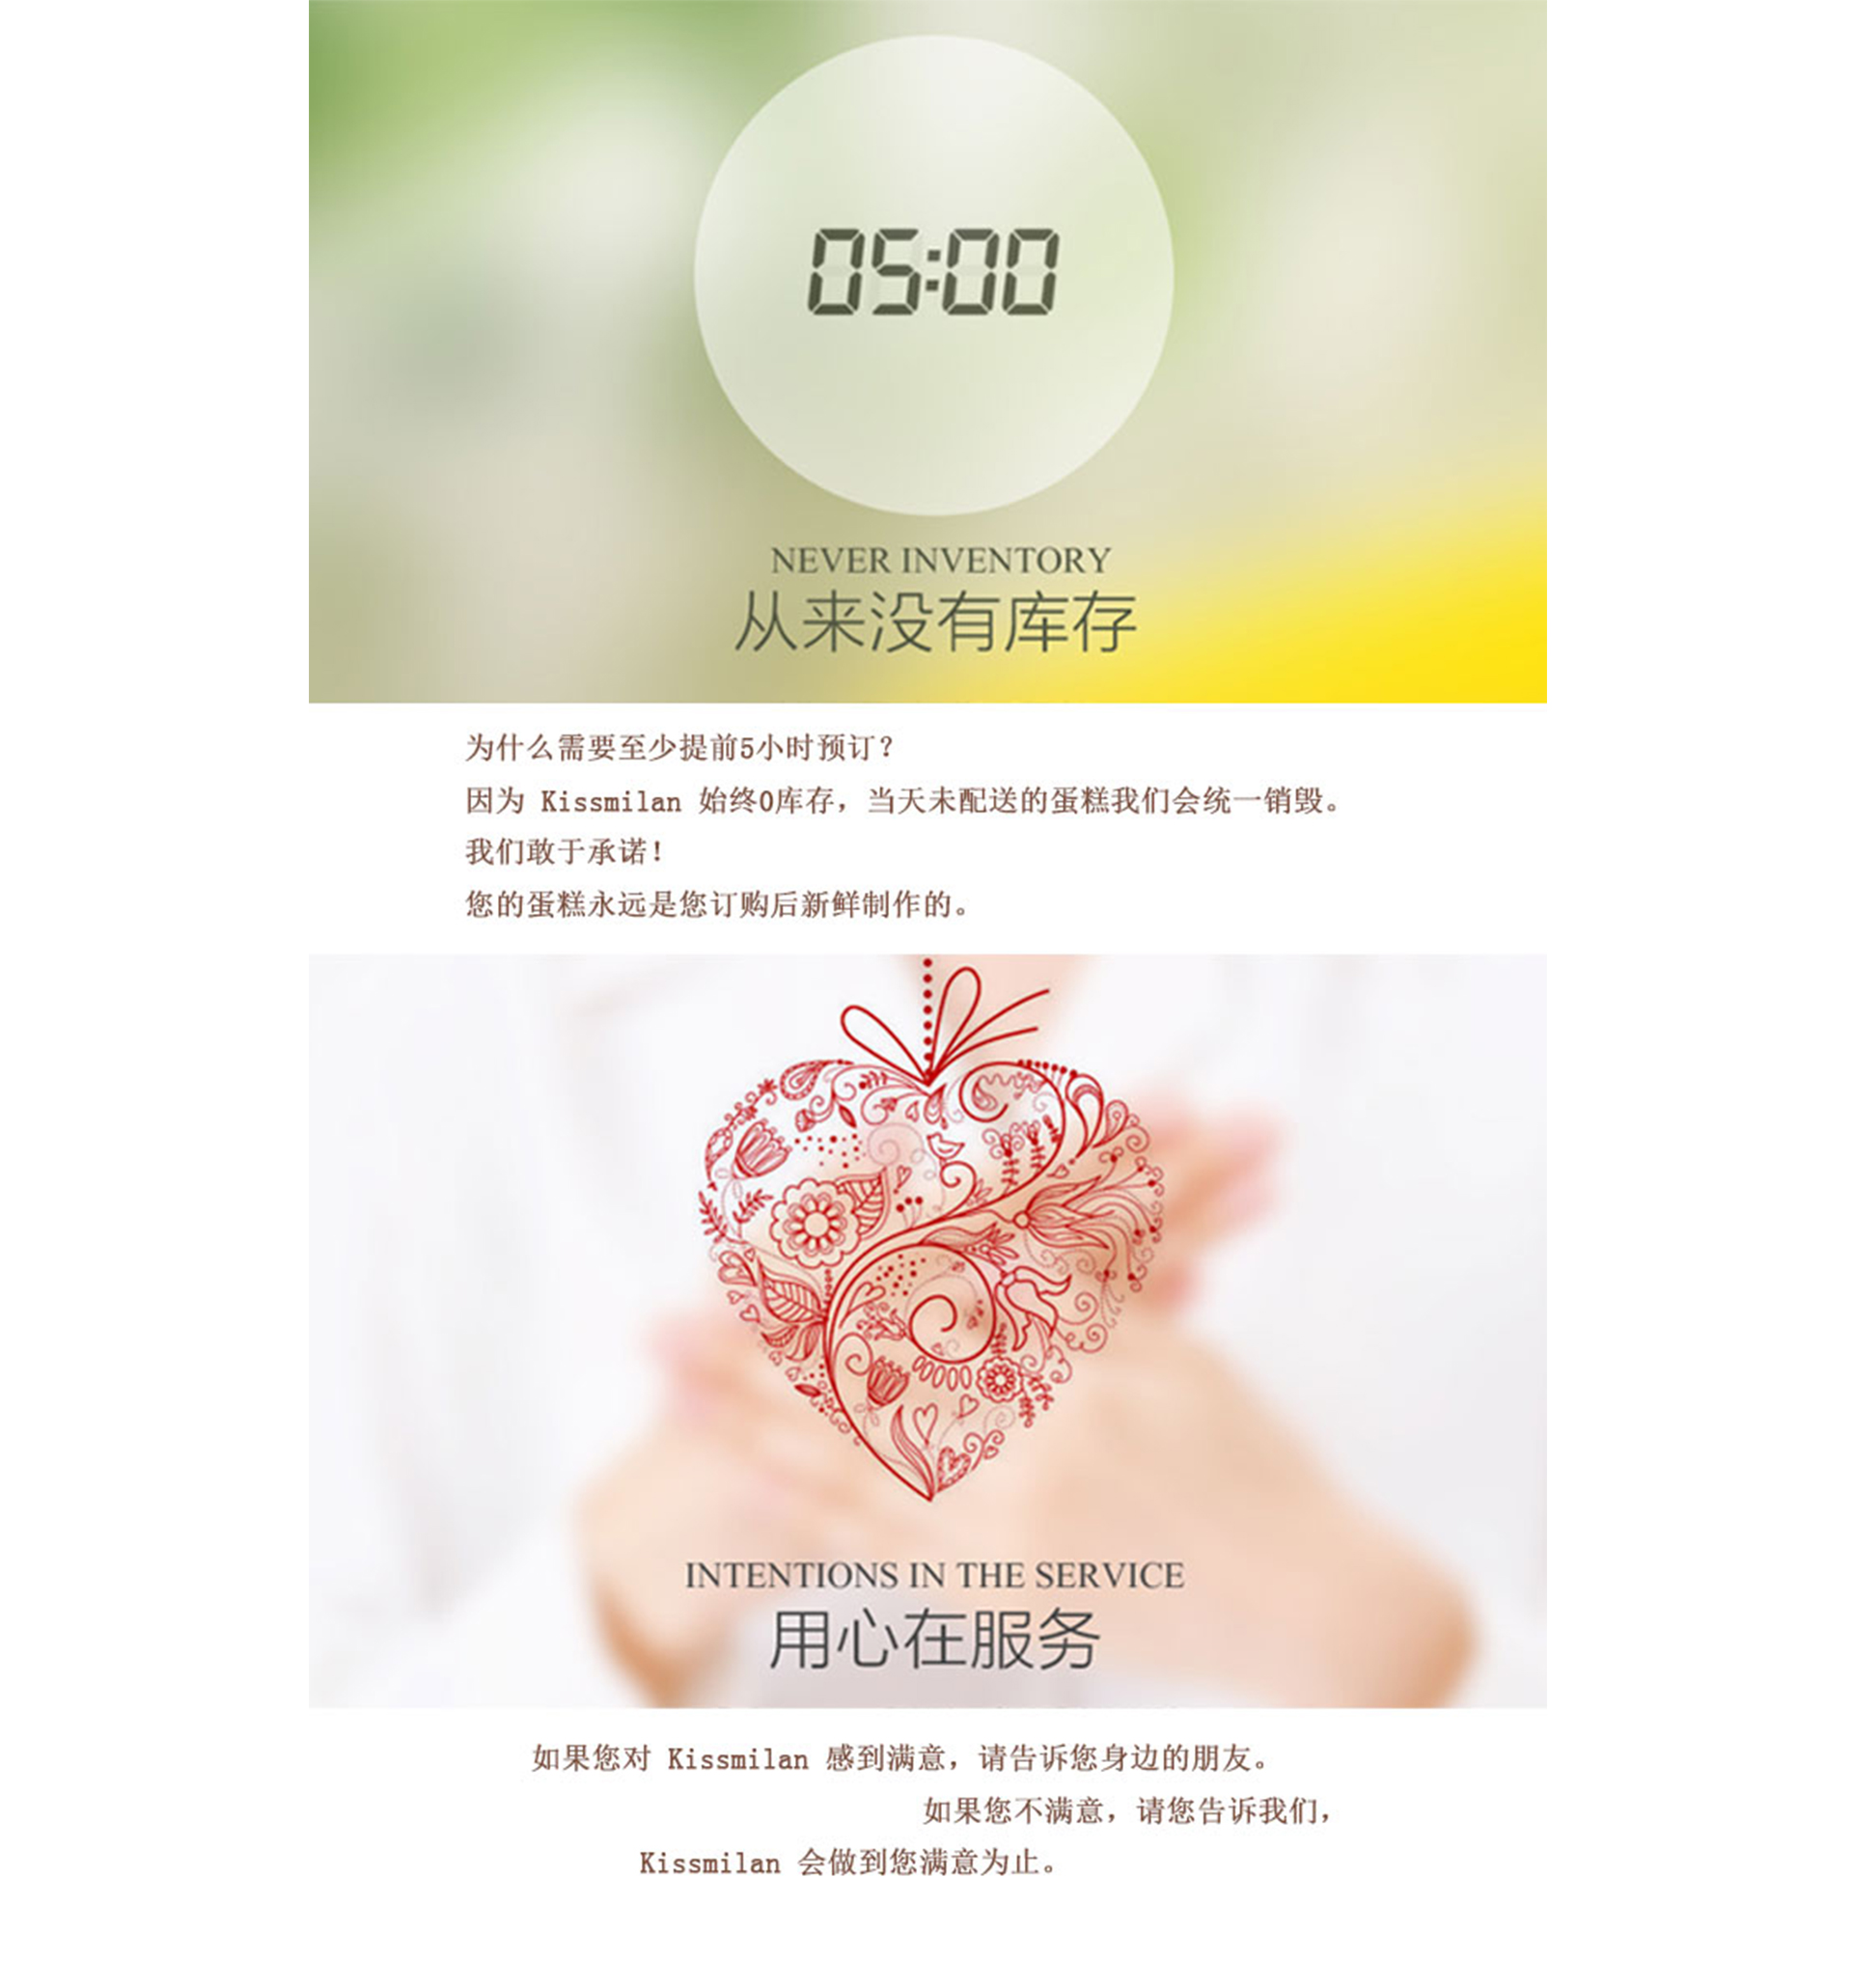 05:00
NEVER INVENTORY
从来没有库存
为什么需要至少提前5小时预订？
因为 Kissmilan 始终0库存，当天未配送的蛋糕我们会统一销毁。
我们敢于承诺！
您的蛋糕永远是您订购后新鲜制作的。
INTENTIONS IN THE SERVICE
用心在服务
如果您对 Kissmilan 感到满意，请告诉您身边的朋友。
如果您不满意，请您告诉我们，
Kissmilan 会做到您满意为止。